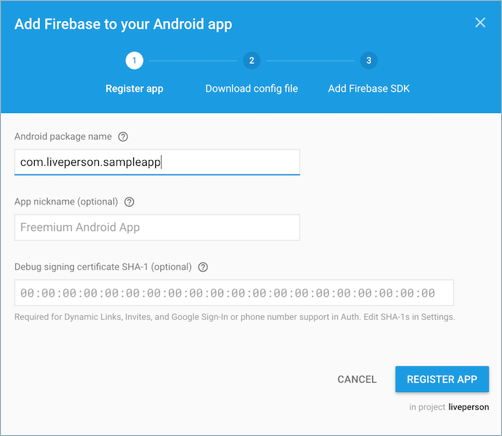 Add Firebase to your Android app
1
2
3
Register app
Download config file
Add Firebase SDK
Android package name
com.liveperson.sampleapp
App nickname (optional)
Freemium Android App
Debug signing certificate SHA-1 (optional)
00:00:00:00:00:00:00:00:00:00:00:00:00:00:00:00:00:00:00:00
Required for Dynamic Links, Invites, and Google Sign-In or phone number support in Auth. Edit SHA-1s in Settings.
CANCEL
REGISTER APP
in project liveperson